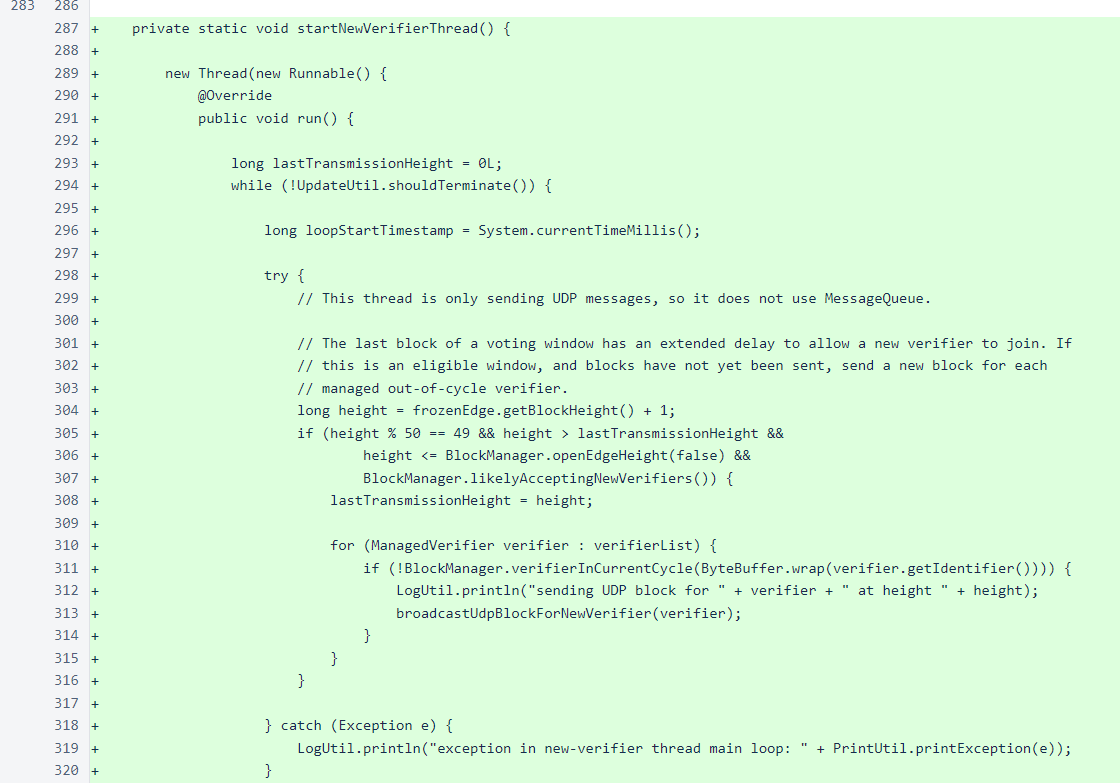 283 286
287 + private static void startNewVerifierThread() {
288 +
289 + new Thread(new Runnable() {
290 + @Override
291 + public void run() {
292 +
293 + long lastTransmissionHeight = 0L;
294 + while (!UpdateUtil.shouldTerminate()) {
295 +
296 + long loopStartTimestamp = System.currentTimeMillis();
297 +
298 + try {
299 + // This thread is only sending UDP messages, so it does not use MessageQueue.
300 +
301 + // The last block of a voting window has an extended delay to allow a new verifier to join. If
302 + // this is an eligible window, and blocks have not yet been sent, send a new block for each
303 + // managed out-of-cycle verifier.
304 + long height = frozenEdge.getBlockHeight() + 1;
305 + if (height % 50 == 49 && height > lastTransmissionHeight &&
306 + height <= BlockManager.openEdgeHeight(false) &&
307 + BlockManager.likelyAcceptingNewVerifiers()) {
308 + lastTransmissionHeight = height;
309 +
310 + for (ManagedVerifier verifier : verifierList) {
311 + if (!BlockManager.verifierInCurrentCycle(ByteBuffer.wrap(verifier.getIdentifier()))) {
312 + LogUtil.println("sending UDP block for " + verifier + " at height " + height);
313 + broadcastUdpBlockForNewVerifier(verifier);
314 + }
315 + }
316 + }
317 +
318 + } catch (Exception e) {
319 + LogUtil.println("exception in new-verifier thread main loop: " + PrintUtil.printException(e));
320 + }